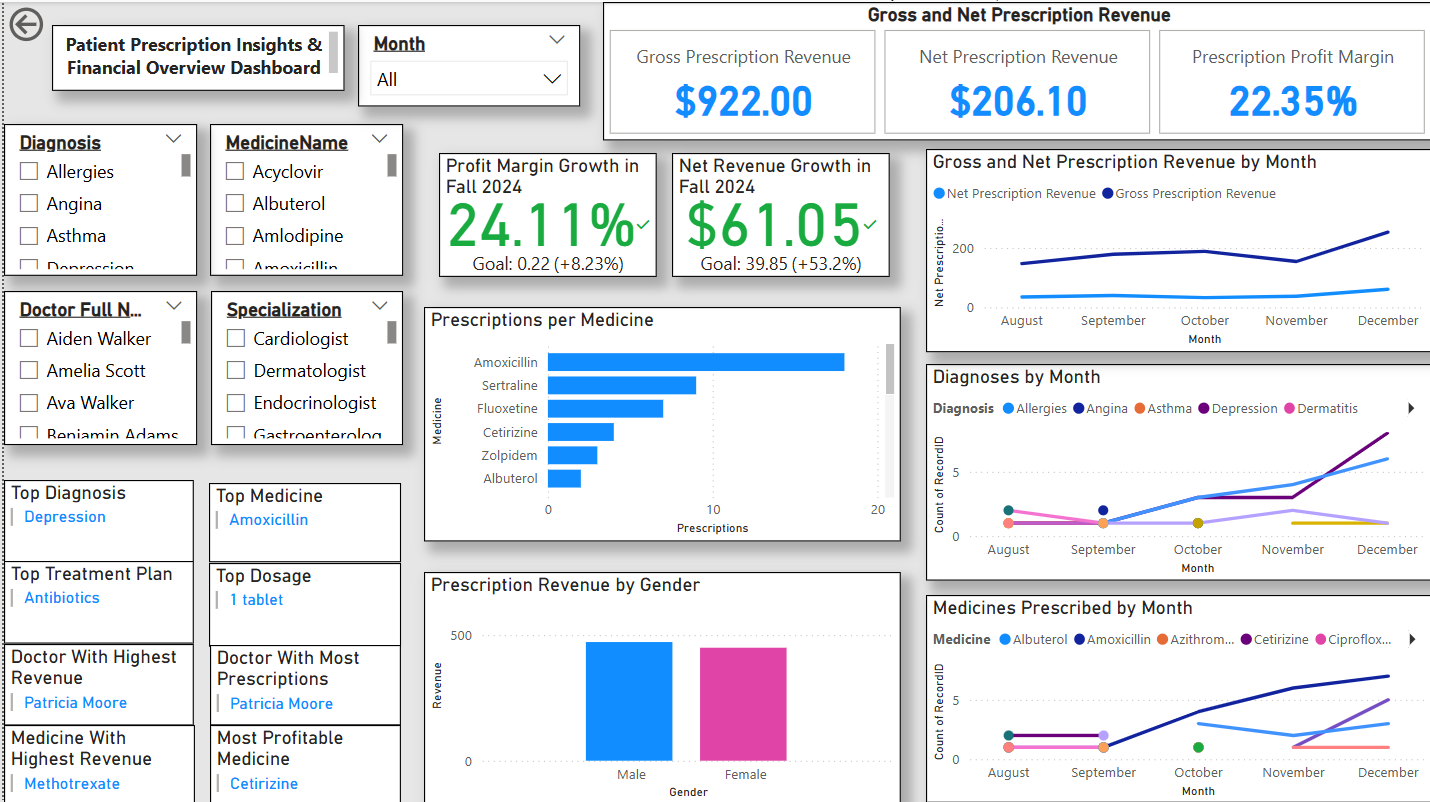 Patient Prescription Insights &
Financial Overview Dashboard
Month
All
Gross and Net Prescription Revenue
Gross Prescription Revenue
$922.00
Net Prescription Revenue
$206.10
Prescription Profit Margin
22.35%
Diagnosis
Allergies
Angina
Asthma
Depression
MedicineName
Acyclovir
Albuterol
Amlodipine
Amoxicillin
Doctor Full N...
Aiden Walker
Amelia Scott
Ava Walker
Benjamin Adams
Specialization
Cardiologist
Dermatologist
Endocrinologist
Gastroenterolog
Profit Margin Growth in
Fall 2024
24.11%
Goal: 0.22 (+8.23%)
Net Revenue Growth in
Fall 2024
$61.05
Goal: 39.85 (+53.2%)
Gross and Net Prescription Revenue by Month
Net Prescription Revenue Gross Prescription Revenue
Net Prescriptio...
200
0
August September October November December
Month
Prescriptions per Medicine
Medicine
Amoxicillin
Sertraline
Fluoxetine
Cetirizine
Zolpidem
Albuterol
0 10 20
Prescriptions
Diagnoses by Month
Diagnosis Allergies Angina Asthma Depression Dermatitis
Count of RecordID
5
0
August September October November December
Month
Top Diagnosis
Depression
Top Medicine
Amoxicillin
Top Treatment Plan
Antibiotics
Top Dosage
1 tablet
Doctor With Highest
Revenue
Patricia Moore
Doctor With Most
Prescriptions
Patricia Moore
Medicine With
Highest Revenue
Methotrexate
Most Profitable
Medicine
Cetirizine
Prescription Revenue by Gender
Revenue
500
0
Male Female
Gender
Medicines Prescribed by Month
Medicine Albuterol Amoxicillin Azithrom... Cetirizine Ciproflox...
Count of RecordID
5
0
August September October November December
Month